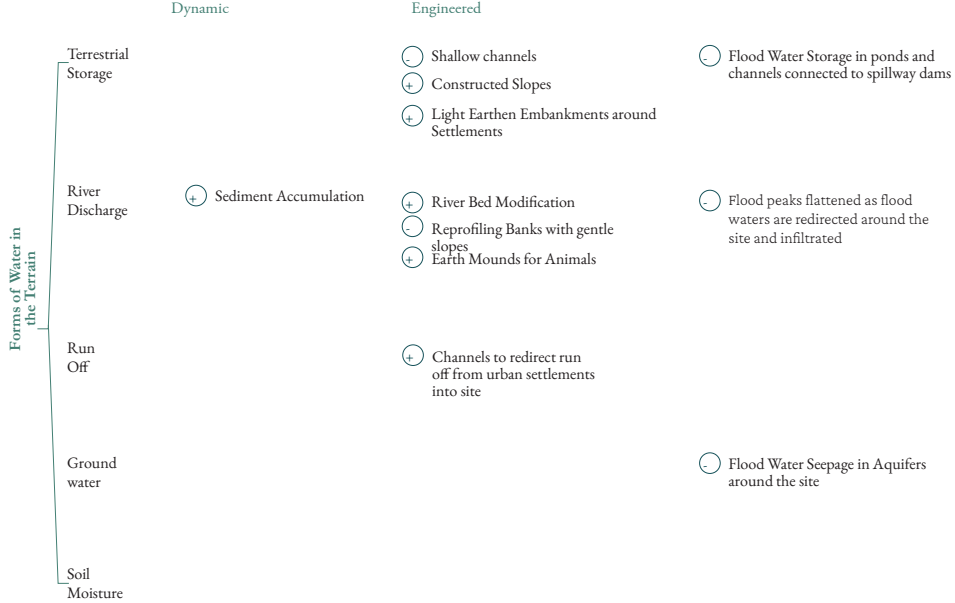 Dynamic
Engineered
Forms of Water in
the Terrain
Terrestrial
Storage
-
Shallow channels
+
Constructed Slopes
+
Light Earthen Embankments around
Settlements
-
Flood Water Storage in ponds and
channels connected to spillway dams
River
Discharge
+
Sediment Accumulation
+
River Bed Modification
-
Reprofiling Banks with gentle
slopes
+
Earth Mounds for Animals
-
Flood peaks flattened as flood
waters are redirected around the
site and infiltrated
Run
Off
+
Channels to redirect run
off from urban settlements
into site
Ground
water
-
Flood Water Seepage in Aquifers
around the site
Soil
Moisture